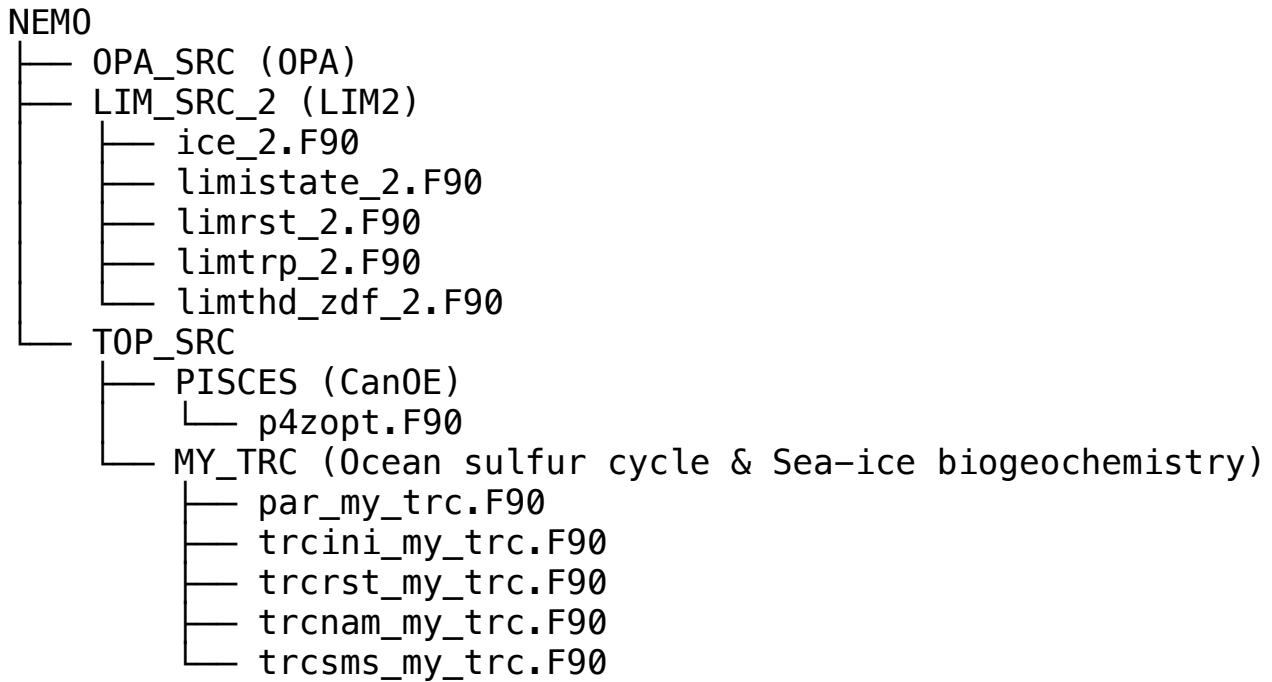 NEMO
├── OPA_SRC (OPA)
├── LIM_SRC_2 (LIM2)
│   ├── ice_2.F90
│   ├── limistate_2.F90
│   ├── limrst_2.F90
│   ├── limtrp_2.F90
│   └── limthd_zdf_2.F90
└── TOP_SRC
    ├── PISCES (CanOE)
    │   └── p4zopt.F90
    └── MY_TRC (Ocean sulfur cycle & Sea-ice biogeochemistry)
        ├── par_my_trc.F90
        ├── trcini_my_trc.F90
        ├── trcrst_my_trc.F90
        ├── trcnam_my_trc.F90
        └── trcsms_my_trc.F90